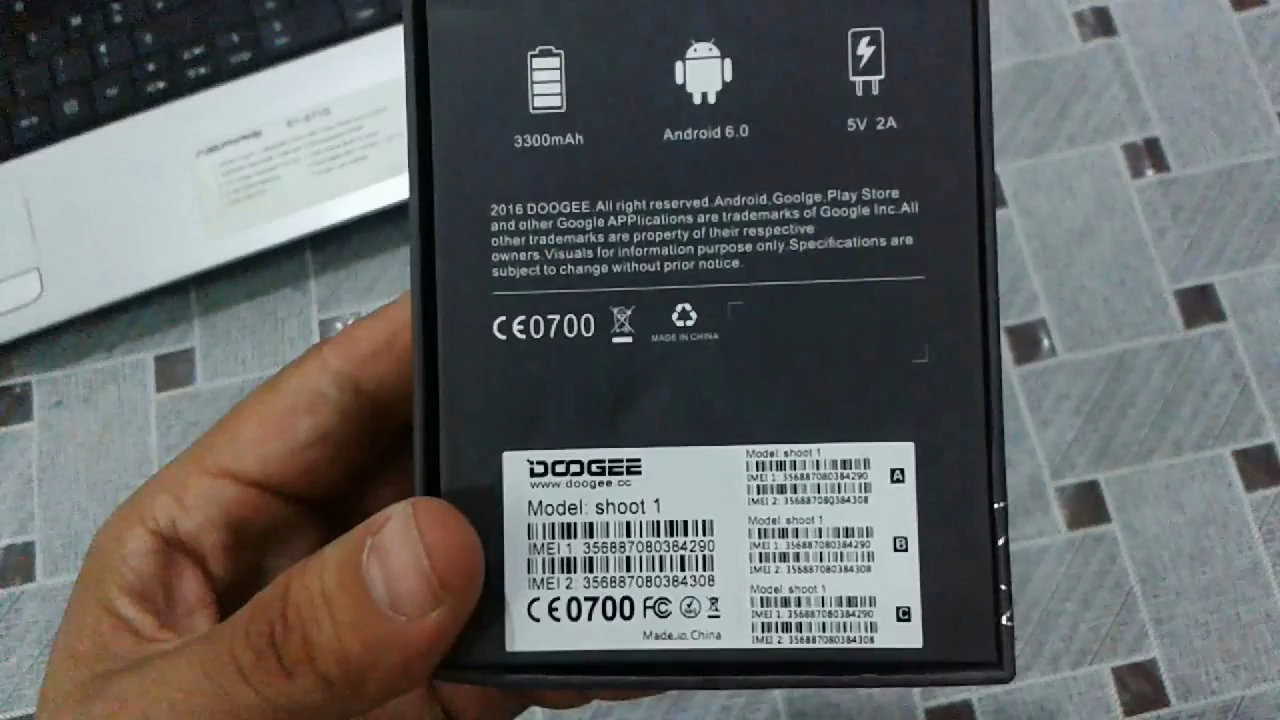 3300mAh
Android 6.0
5V 2A
2016 DOOGEE.All right reserved.Android,Goolge,Play Store
and other Google APPlications are trademarks of Google Inc.All
other trademarks are property of their respective
owners.Visuals for information purpose only.Specifications are
subject to change without prior notice.
CE0700
MADE IN CHINA
DOOGEE
www.doogee.cc
Model: shoot 1
IMEI 1: 356887080384290
IMEI 2: 356887080384308
CE0700 FC
Made in China
Model: shoot 1
IMEI 1: 356887080384290
IMEI 2: 356887080384308
A
Model: shoot 1
IMEI 1: 356887080384290
IMEI 2: 356887080384308
B
Model: shoot 1
IMEI 1: 356887080384290
IMEI 2: 356887080384308
C